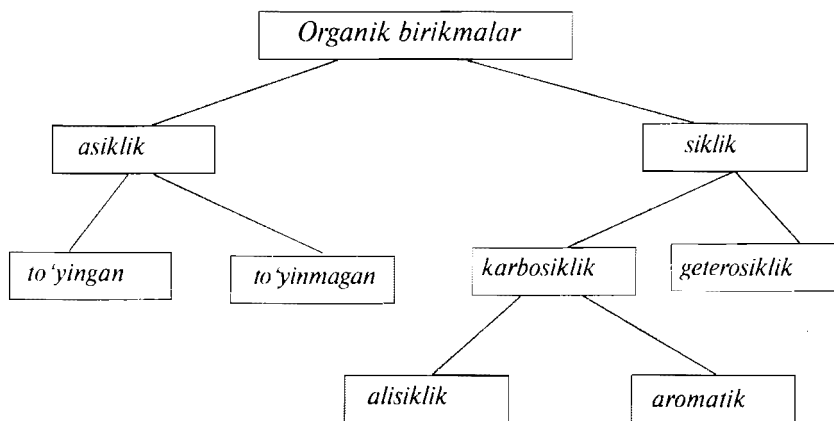 Organik birikmalar
asiklik
siklik
to‘yingan
to‘yinmagan
karbosiklik
geterosiklik
alisiklik
aromatik